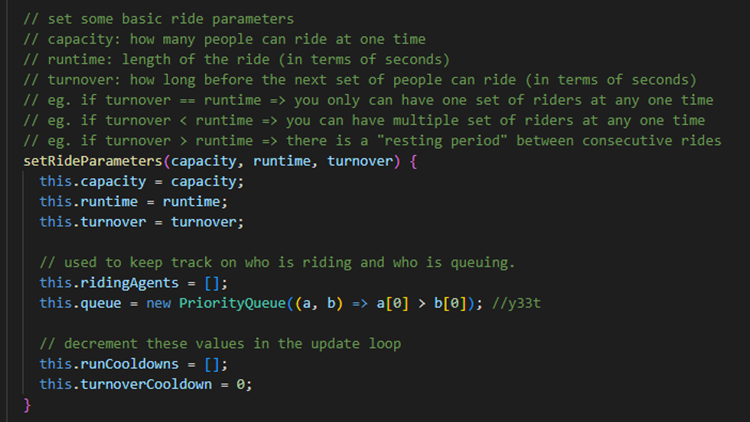 // set some basic ride parameters
// capacity: how many people can ride at one time
// runtime: length of the ride (in terms of seconds)
// turnover: how long before the next set of people can ride (in terms of seconds)
// eg. if turnover == runtime => you only can have one set of riders at any one time
// eg. if turnover < runtime => you can have multiple set of riders at any one time
// eg. if turnover > runtime => there is a "resting period" between consecutive rides
setRideParameters(capacity, runtime, turnover) {
  this.capacity = capacity;
  this.runtime = runtime;
  this.turnover = turnover;

  // used to keep track on who is riding and who is queuing.
  this.ridingAgents = [];
  this.queue = new PriorityQueue((a, b) => a[0] > b[0]); //y33t

  // decrement these values in the update loop
  this.runCooldowns = [];
  this.turnoverCooldown = 0;
}